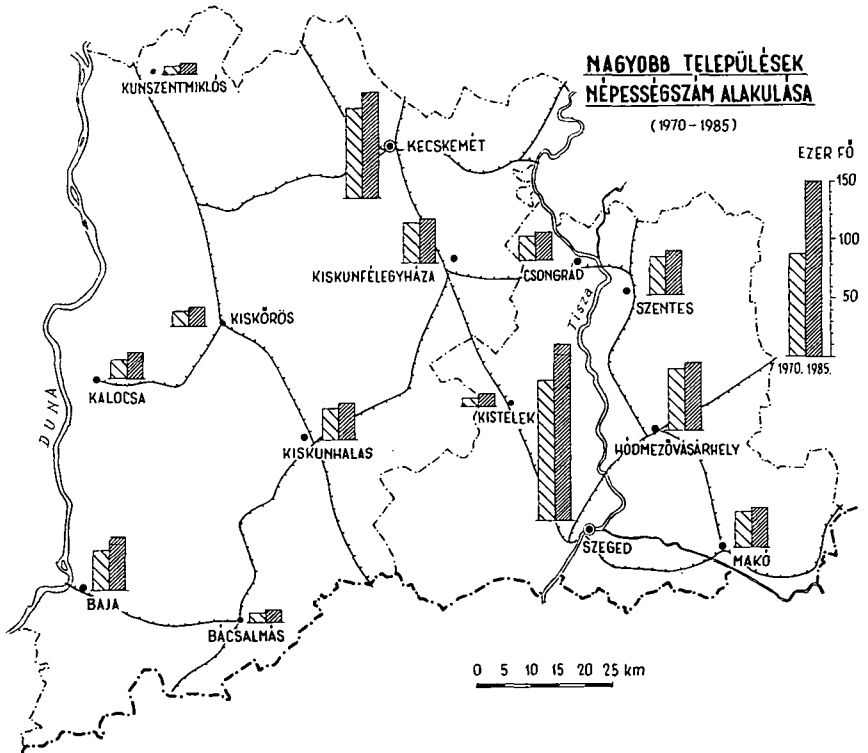 NAGYOBB TELEPÜLÉSEK
NÉPESSÉGSZÁM ALAKULÁSA
(1970-1985)
EZER FŐ
150
100
50
1970. 1985.
KUNSZENTMIKLÓS
KECSKEMÉT
KISKUNFÉLEGYHÁZA
CSONGRÁD
SZENTES
Tisza
KISKŐRÖS
KALOCSA
DUNA
(KISTELEK
KISKUNHALAS
HÓDMEZŐVÁSÁRHELY
SZEGED
MAKÓ
BAJA
BÁCSALMÁS
0 5 10 15 20 25 km